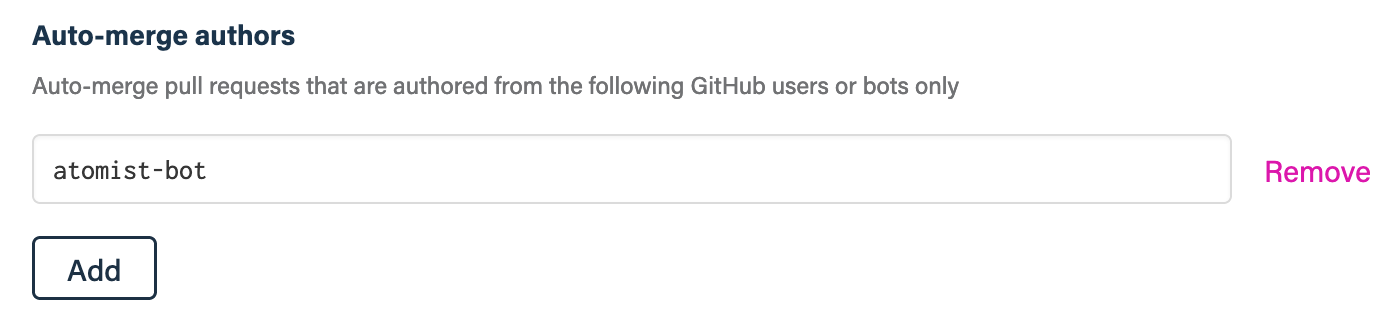 Auto-merge authors
Auto-merge pull requests that are authored from the following GitHub users or bots only
atomist-bot
Remove
Add